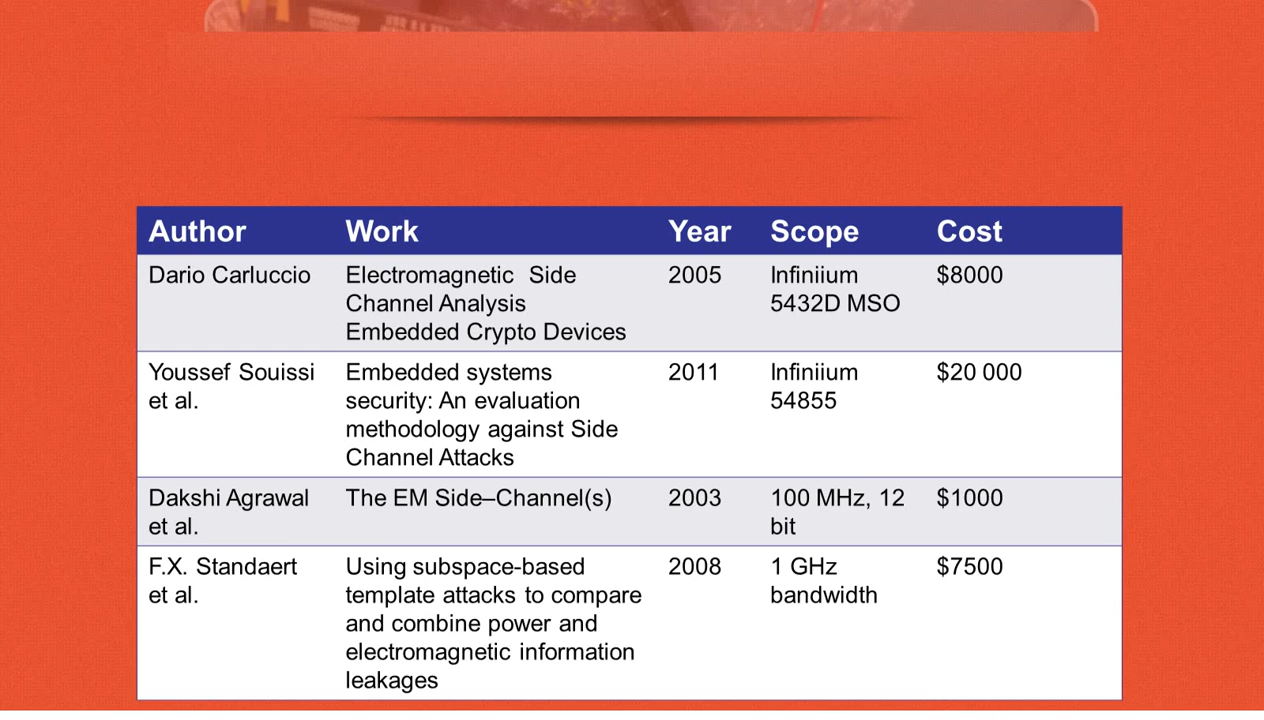 Author Work Year Scope Cost
Dario Carluccio Electromagnetic Side 2005 Infiniium $8000
Channel Analysis 5432D MSO
Embedded Crypto Devices
Youssef Souissi Embedded systems 2011 Infiniium $20 000
et al. security: An evaluation 54855
methodology against Side
Channel Attacks
Dakshi Agrawal The EM Side–Channel(s) 2003 100 MHz, 12 $1000
et al. bit
F.X. Standaert Using subspace-based 2008 1 GHz $7500
et al. template attacks to compare bandwidth
and combine power and
electromagnetic information
leakages